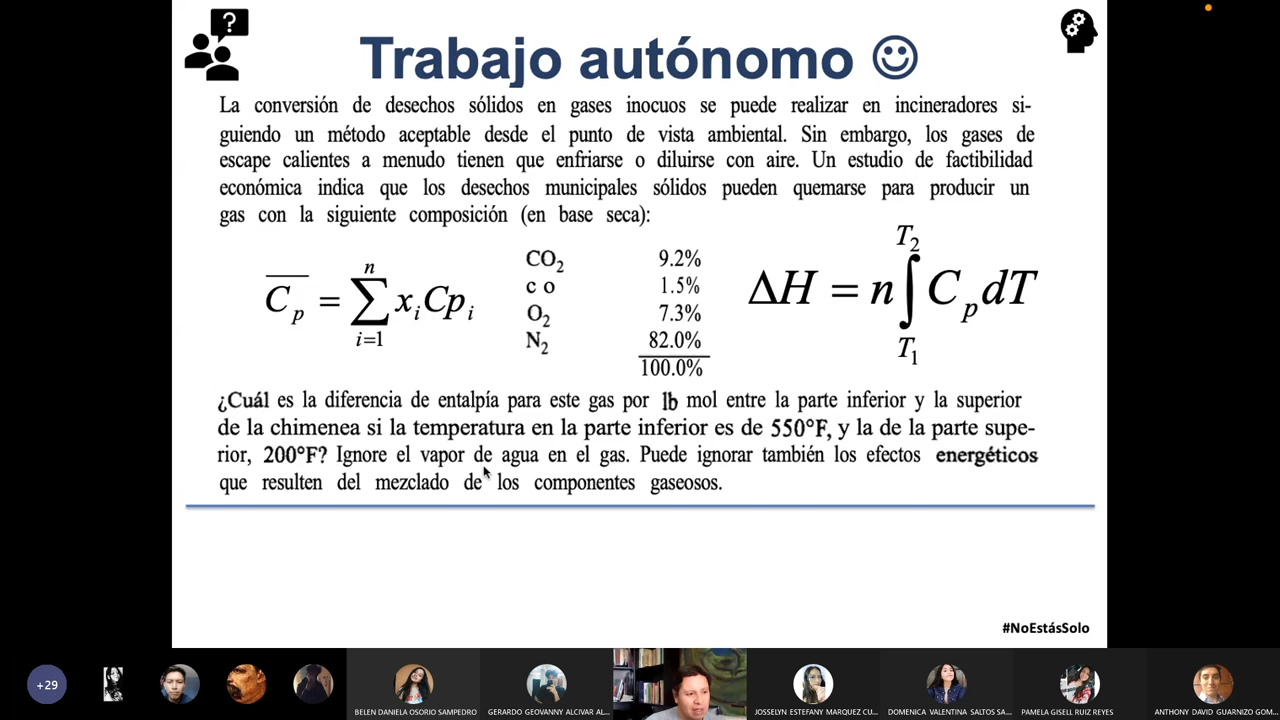 ?
Trabajo autónomo ☺
La conversión de desechos sólidos en gases inocuos se puede realizar en incineradores si-
guiendo un método aceptable desde el punto de vista ambiental. Sin embargo, los gases de
escape calientes a menudo tienen que enfriarse o diluirse con aire. Un estudio de factibilidad
económica indica que los desechos municipales sólidos pueden quemarse para producir un
gas con la siguiente composición (en base seca):
CO₂ 9.2%
c o 1.5%
O₂ 7.3%
N₂ 82.0%
100.0%
C̅p = ∑ i=1 n xᵢCpᵢ
ΔH = n ∫ T₁ T₂ CpdT
¿Cuál es la diferencia de entalpía para este gas por lb mol entre la parte inferior y la superior
de la chimenea si la temperatura en la parte inferior es de 550°F, y la de la parte supe-
rior, 200°F? Ignore el vapor de agua en el gas. Puede ignorar también los efectos energéticos
que resulten del mezclado de los componentes gaseosos.
#NoEstásSolo
+29
BELEN DANIELA OSORIO SAMPEDRO
GERARDO GEOVANNY ALCIVAR AL...
JOSSELYN ESTEFANY MARQUEZ CU...
DOMENICA VALENTINA SALTOS SA...
PAMELA GISELL RUIZ REYES
ANTHONY DAVID GUARNIZO GOM...